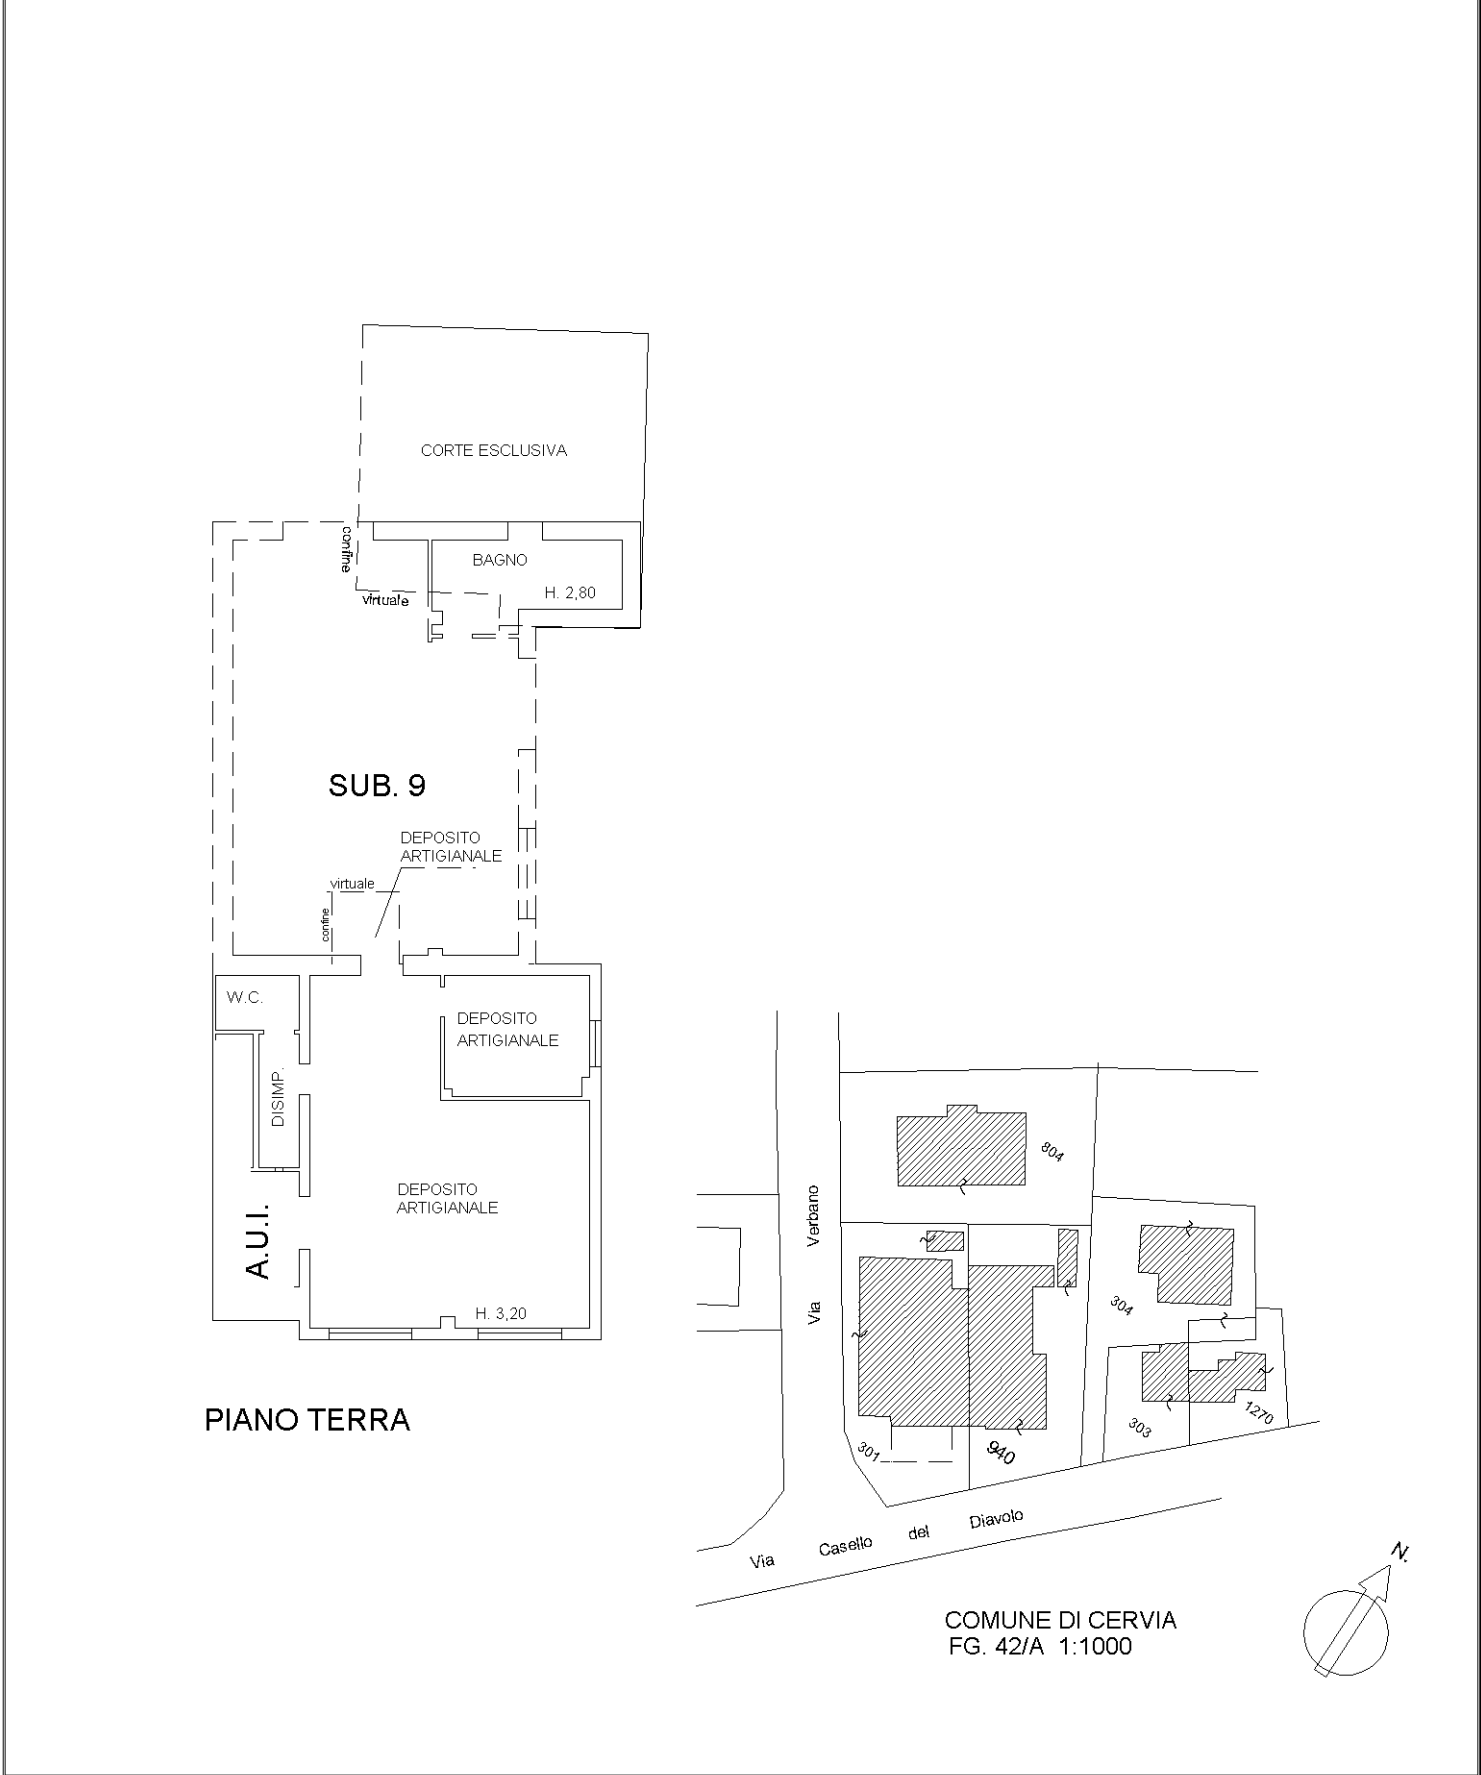 CORTE ESCLUSIVA
confine
virtuale
BAGNO
H. 2,80
SUB. 9
DEPOSITO
ARTIGIANALE
virtuale
confine
W.C.
DEPOSITO
ARTIGIANALE
DISIMP.
DEPOSITO
ARTIGIANALE
A.U.I.
H. 3,20
PIANO TERRA
804
Via Verbano
304
301
940
303
1270
Via Casello del Diavolo
N.
COMUNE DI CERVIA
FG. 42/A 1:1000